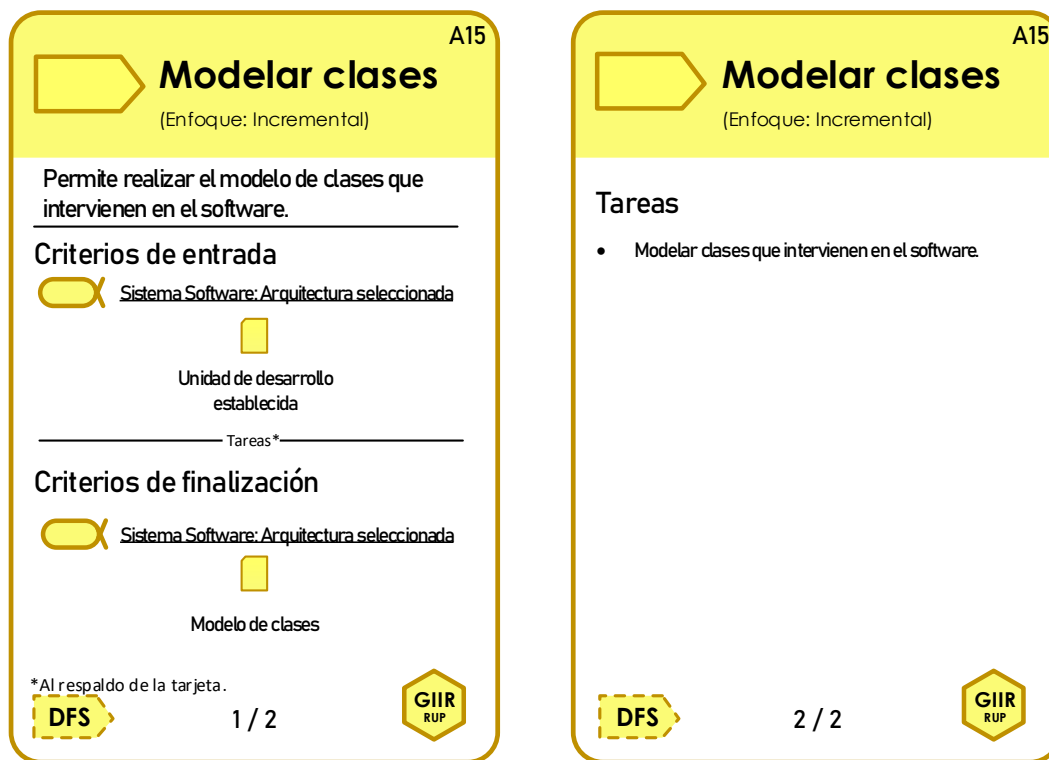 A15
Modelar clases
(Enfoque: Incremental)
Permite realizar el modelo de clases que
intervienen en el software.
Criterios de entrada
Sistema Software: Arquitectura seleccionada
Unidad de desarrollo
establecida
Tareas*
Criterios de finalización
Sistema Software: Arquitectura seleccionada
Modelo de clases
*Al respaldo de la tarjeta.
DFS
1 / 2
GIIR
RUP
A15
Modelar clases
(Enfoque: Incremental)
Tareas
• Modelar clases que intervienen en el software.
DFS
2 / 2
GIIR
RUP